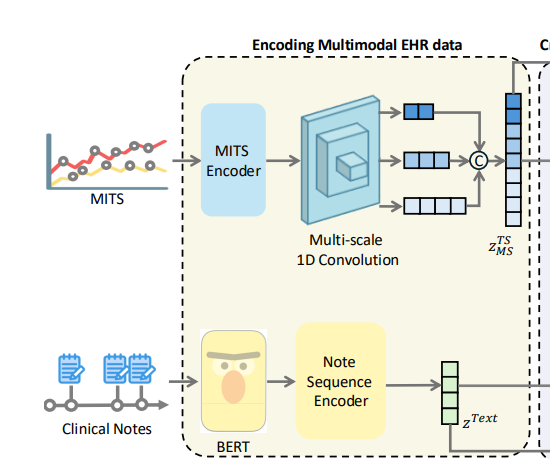 Encoding Multimodal EHR data
C
MITS
MITS
Encoder
C
Multi-scale
1D Convolution
z_{MS}^{TS}
Clinical Notes
BERT
Note
Sequence
Encoder
z^{Text}